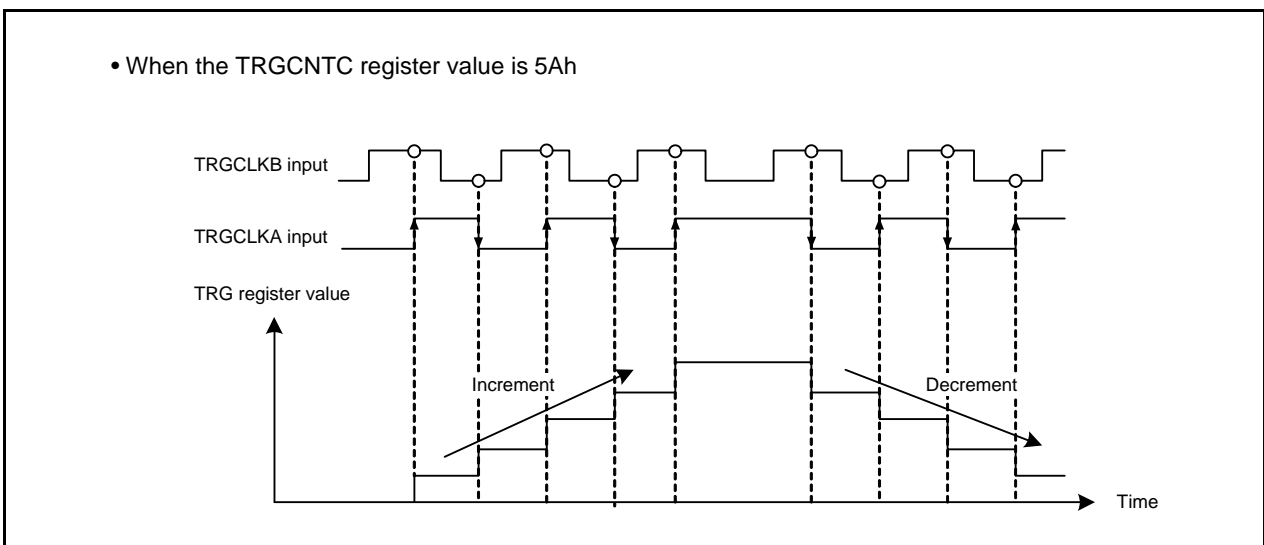 • When the TRGCNTC register value is 5Ah
TRGCLKB input
TRGCLKA input
TRG register value
Increment
Decrement
Time